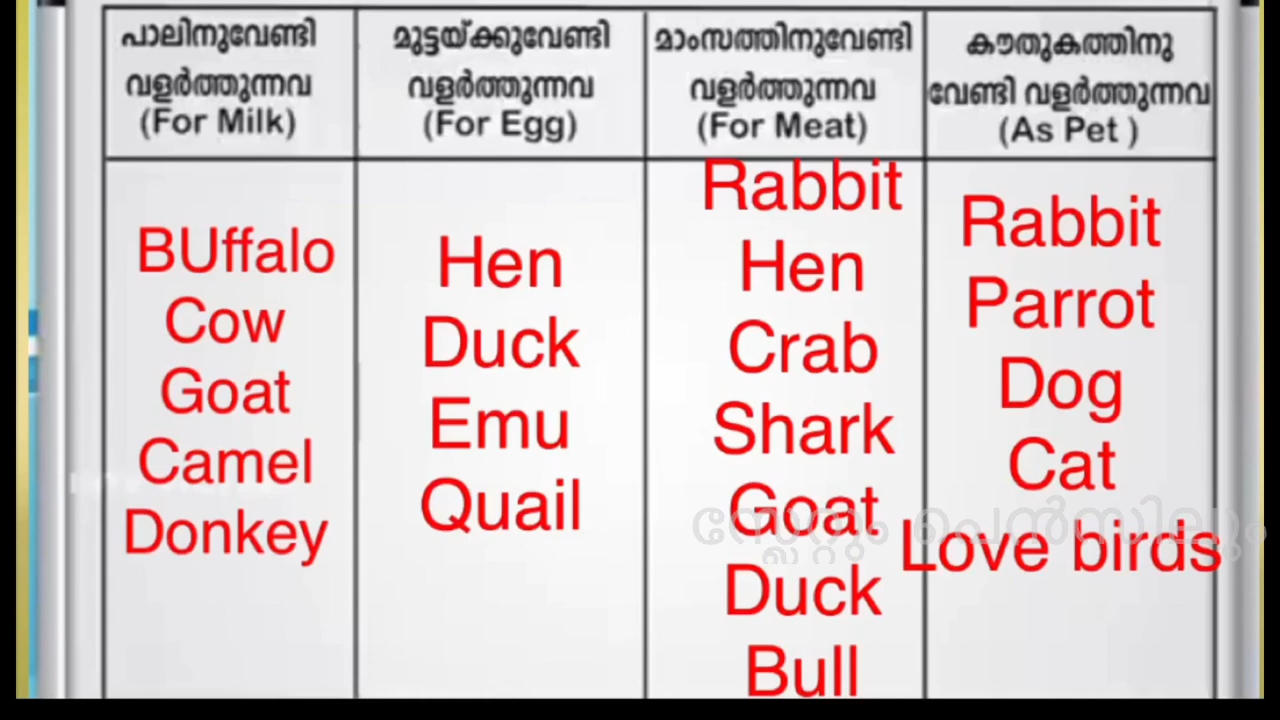 പാലിനുവേണ്ടി
വളർത്തുന്നവ
(For Milk)
മുട്ടയ്ക്കുവേണ്ടി
വളർത്തുന്നവ
(For Egg)
മാംസത്തിനുവേണ്ടി
വളർത്തുന്നവ
(For Meat)
കൗതുകത്തിനു
വേണ്ടി വളർത്തുന്നവ
(As Pet )
BUffalo
Cow
Goat
Camel
Donkey
Hen
Duck
Emu
Quail
Rabbit
Hen
Crab
Shark
Goat
Duck
Bull
Rabbit
Parrot
Dog
Cat
Love birds
സ്ലേറ്റും പെൻസിലും